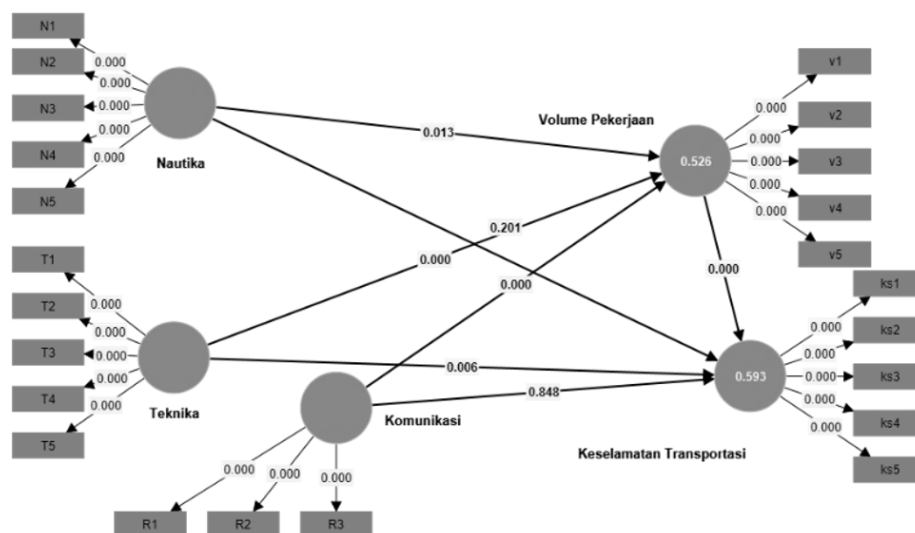 N1
N2
N3
N4
N5
0.000
0.000
0.000
0.000
0.000
Nautika
T1
T2
T3
T4
T5
0.000
0.000
0.000
0.000
0.000
Teknika
R1
R2
R3
0.000
0.000
0.000
Komunikasi
0.013
0.201
0.000
0.000
0.006
0.848
0.000
Volume Pekerjaan
0.526
v1
v2
v3
v4
v5
0.000
0.000
0.000
0.000
0.000
Keselamatan Transportasi
0.593
ks1
ks2
ks3
ks4
ks5
0.000
0.000
0.000
0.000
0.000